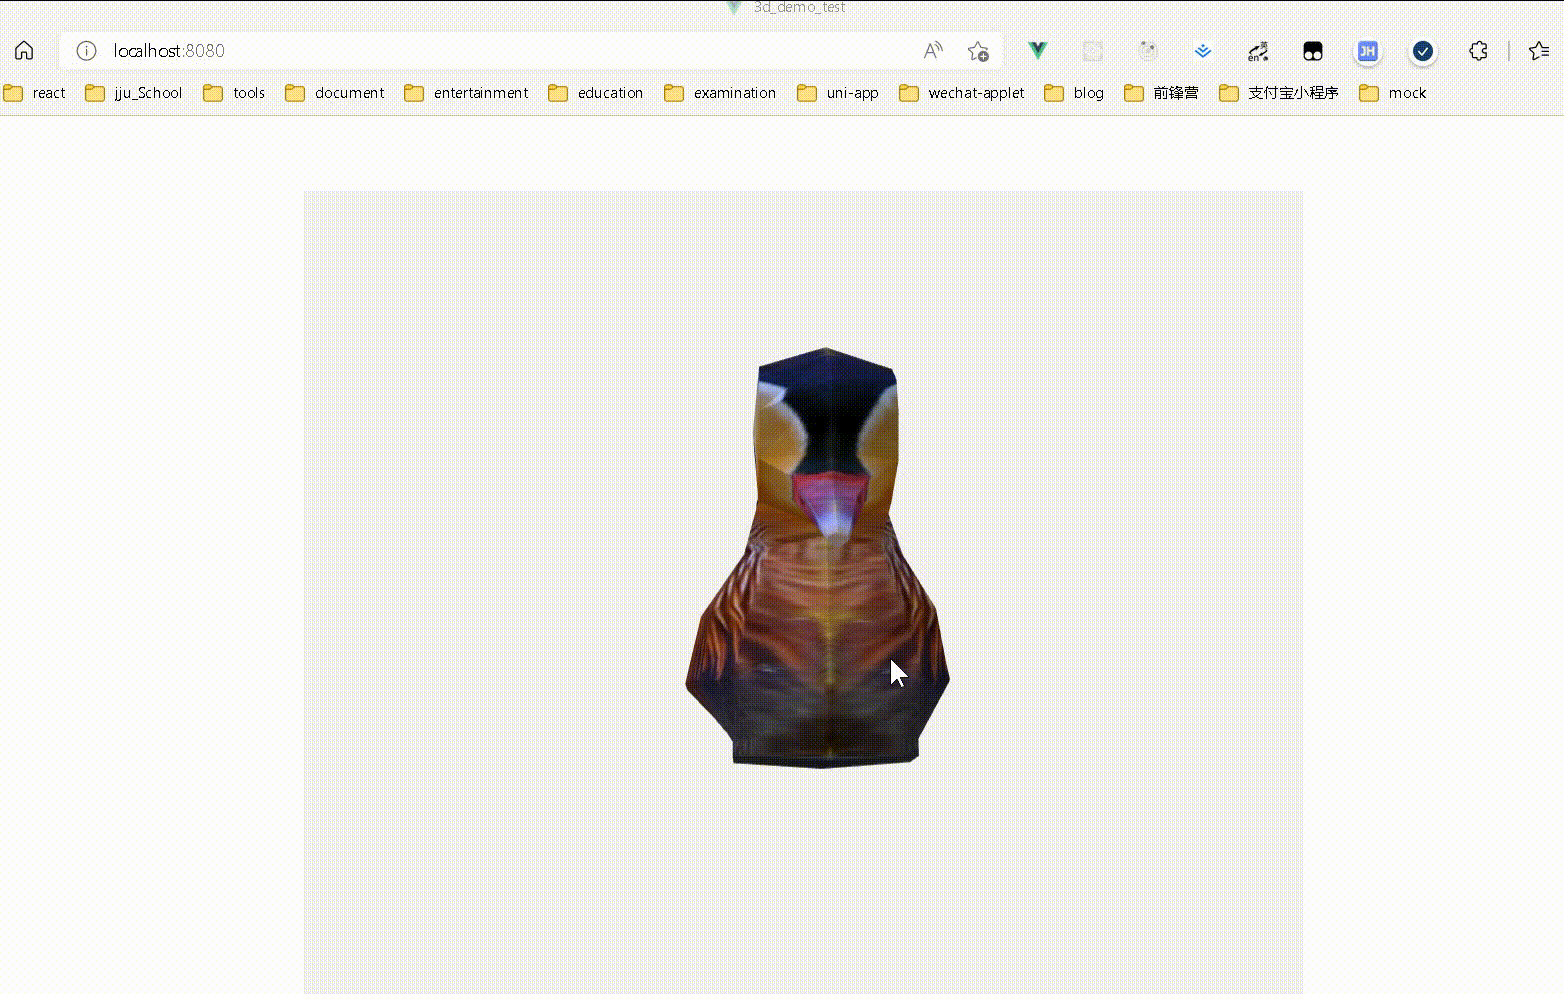 3d_demo_test
localhost:8080
react jju_School tools document entertainment education examination uni-app wechat-applet blog 前锋营 支付宝小程序 mock